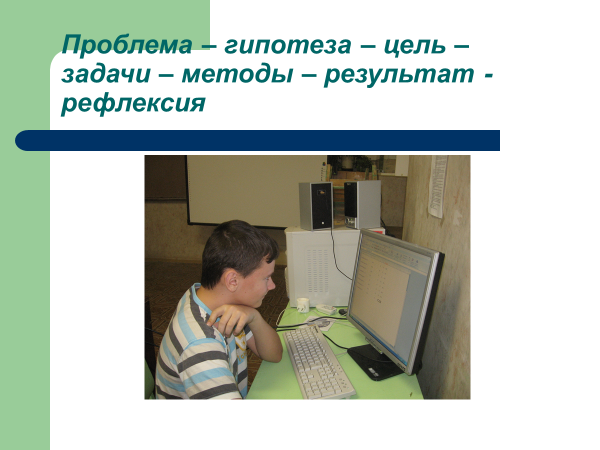 Проблема – гипотеза – цель –
задачи – методы – результат -
рефлексия